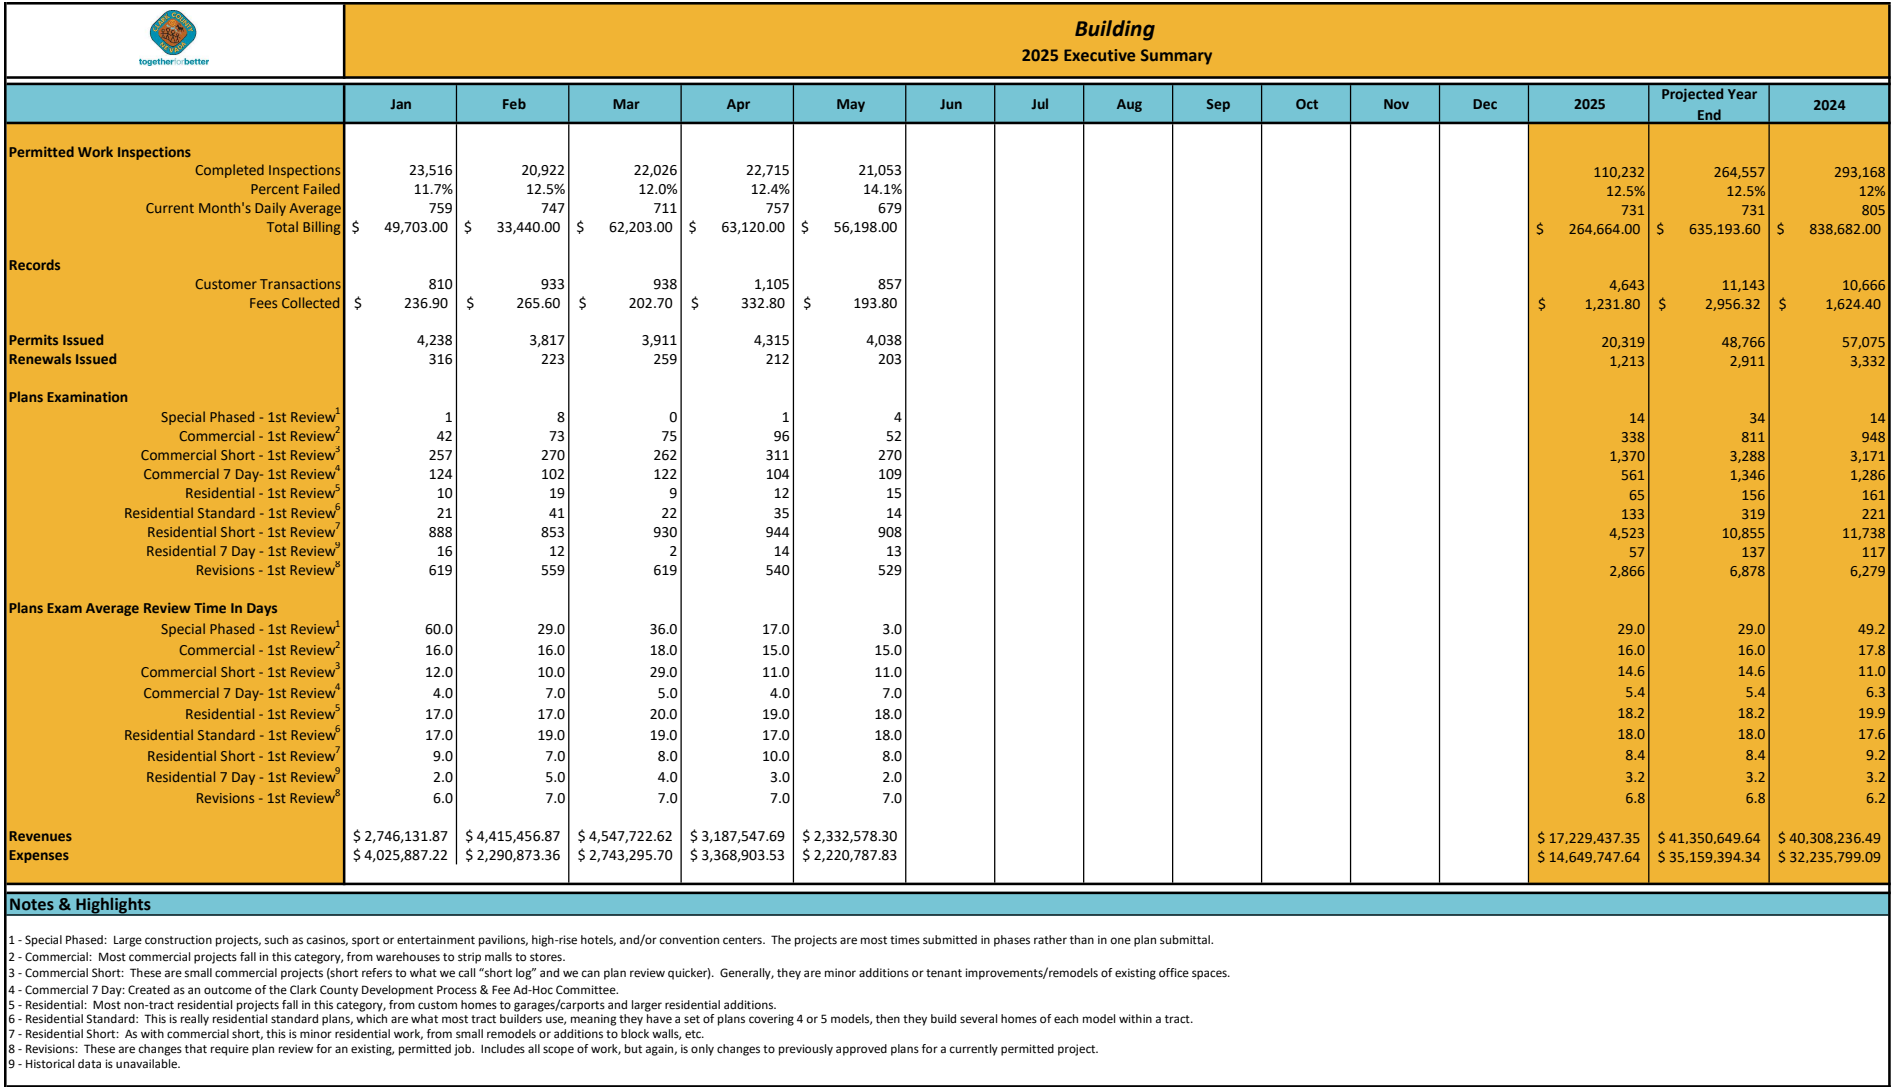 CLARK COUNTY
NEVADA
togetherforbetter
Building
2025 Executive Summary
Jan Feb Mar Apr May Jun Jul Aug Sep Oct Nov Dec 2025 Projected Year End 2024
Permitted Work Inspections
Completed Inspections 23,516 20,922 22,026 22,715 21,053 110,232 264,557 293,168
Percent Failed 11.7% 12.5% 12.0% 12.4% 14.1% 12.5% 12.5% 12%
Current Month's Daily Average 759 747 711 757 679 731 731 805
Total Billing $ 49,703.00 $ 33,440.00 $ 62,203.00 $ 63,120.00 $ 56,198.00 $ 264,664.00 $ 635,193.60 $ 838,682.00
Records
Customer Transactions 810 933 938 1,105 857 4,643 11,143 10,666
Fees Collected $ 236.90 $ 265.60 $ 202.70 $ 332.80 $ 193.80 $ 1,231.80 $ 2,956.32 $ 1,624.40
Permits Issued 4,238 3,817 3,911 4,315 4,038 20,319 48,766 57,075
Renewals Issued 316 223 259 212 203 1,213 2,911 3,332
Plans Examination
Special Phased - 1st Review1 1 8 0 1 4 14 34 14
Commercial - 1st Review2 42 73 75 96 52 338 811 948
Commercial Short - 1st Review3 257 270 262 311 270 1,370 3,288 3,171
Commercial 7 Day- 1st Review4 124 102 122 104 109 561 1,346 1,286
Residential - 1st Review5 10 19 9 12 15 65 156 161
Residential Standard - 1st Review6 21 41 22 35 14 133 319 221
Residential Short - 1st Review7 888 853 930 944 908 4,523 10,855 11,738
Residential 7 Day - 1st Review9 16 12 2 14 13 57 137 117
Revisions - 1st Review8 619 559 619 540 529 2,866 6,878 6,279
Plans Exam Average Review Time In Days
Special Phased - 1st Review1 60.0 29.0 36.0 17.0 3.0 29.0 29.0 49.2
Commercial - 1st Review2 16.0 16.0 18.0 15.0 15.0 16.0 16.0 17.8
Commercial Short - 1st Review3 12.0 10.0 29.0 11.0 11.0 14.6 14.6 11.0
Commercial 7 Day- 1st Review4 4.0 7.0 5.0 4.0 7.0 5.4 5.4 6.3
Residential - 1st Review5 17.0 17.0 20.0 19.0 18.0 18.2 18.2 19.9
Residential Standard - 1st Review6 17.0 19.0 19.0 17.0 18.0 18.0 18.0 17.6
Residential Short - 1st Review7 9.0 7.0 8.0 10.0 8.0 8.4 8.4 9.2
Residential 7 Day - 1st Review9 2.0 5.0 4.0 3.0 2.0 3.2 3.2 3.2
Revisions - 1st Review8 6.0 7.0 7.0 7.0 7.0 6.8 6.8 6.2
Revenues $ 2,746,131.87 $ 4,415,456.87 $ 4,547,722.62 $ 3,187,547.69 $ 2,332,578.30 $ 17,229,437.35 $ 41,350,649.64 $ 40,308,236.49
Expenses $ 4,025,887.22 $ 2,290,873.36 $ 2,743,295.70 $ 3,368,903.53 $ 2,220,787.83 $ 14,649,747.64 $ 35,159,394.34 $ 32,235,799.09
Notes & Highlights
1 - Special Phased: Large construction projects, such as casinos, sport or entertainment pavilions, high-rise hotels, and/or convention centers. The projects are most times submitted in phases rather than in one plan submittal.
2 - Commercial: Most commercial projects fall in this category, from warehouses to strip malls to stores.
3 - Commercial Short: These are small commercial projects (short refers to what we call “short log” and we can plan review quicker). Generally, they are minor additions or tenant improvements/remodels of existing office spaces.
4 - Commercial 7 Day: Created as an outcome of the Clark County Development Process & Fee Ad-Hoc Committee.
5 - Residential: Most non-tract residential projects fall in this category, from custom homes to garages/carports and larger residential additions.
6 - Residential Standard: This is really residential standard plans, which are what most tract builders use, meaning they have a set of plans covering 4 or 5 models, then they build several homes of each model within a tract.
7 - Residential Short: As with commercial short, this is minor residential work, from small remodels or additions to block walls, etc.
8 - Revisions: These are changes that require plan review for an existing, permitted job. Includes all scope of work, but again, is only changes to previously approved plans for a currently permitted project.
9 - Historical data is unavailable.